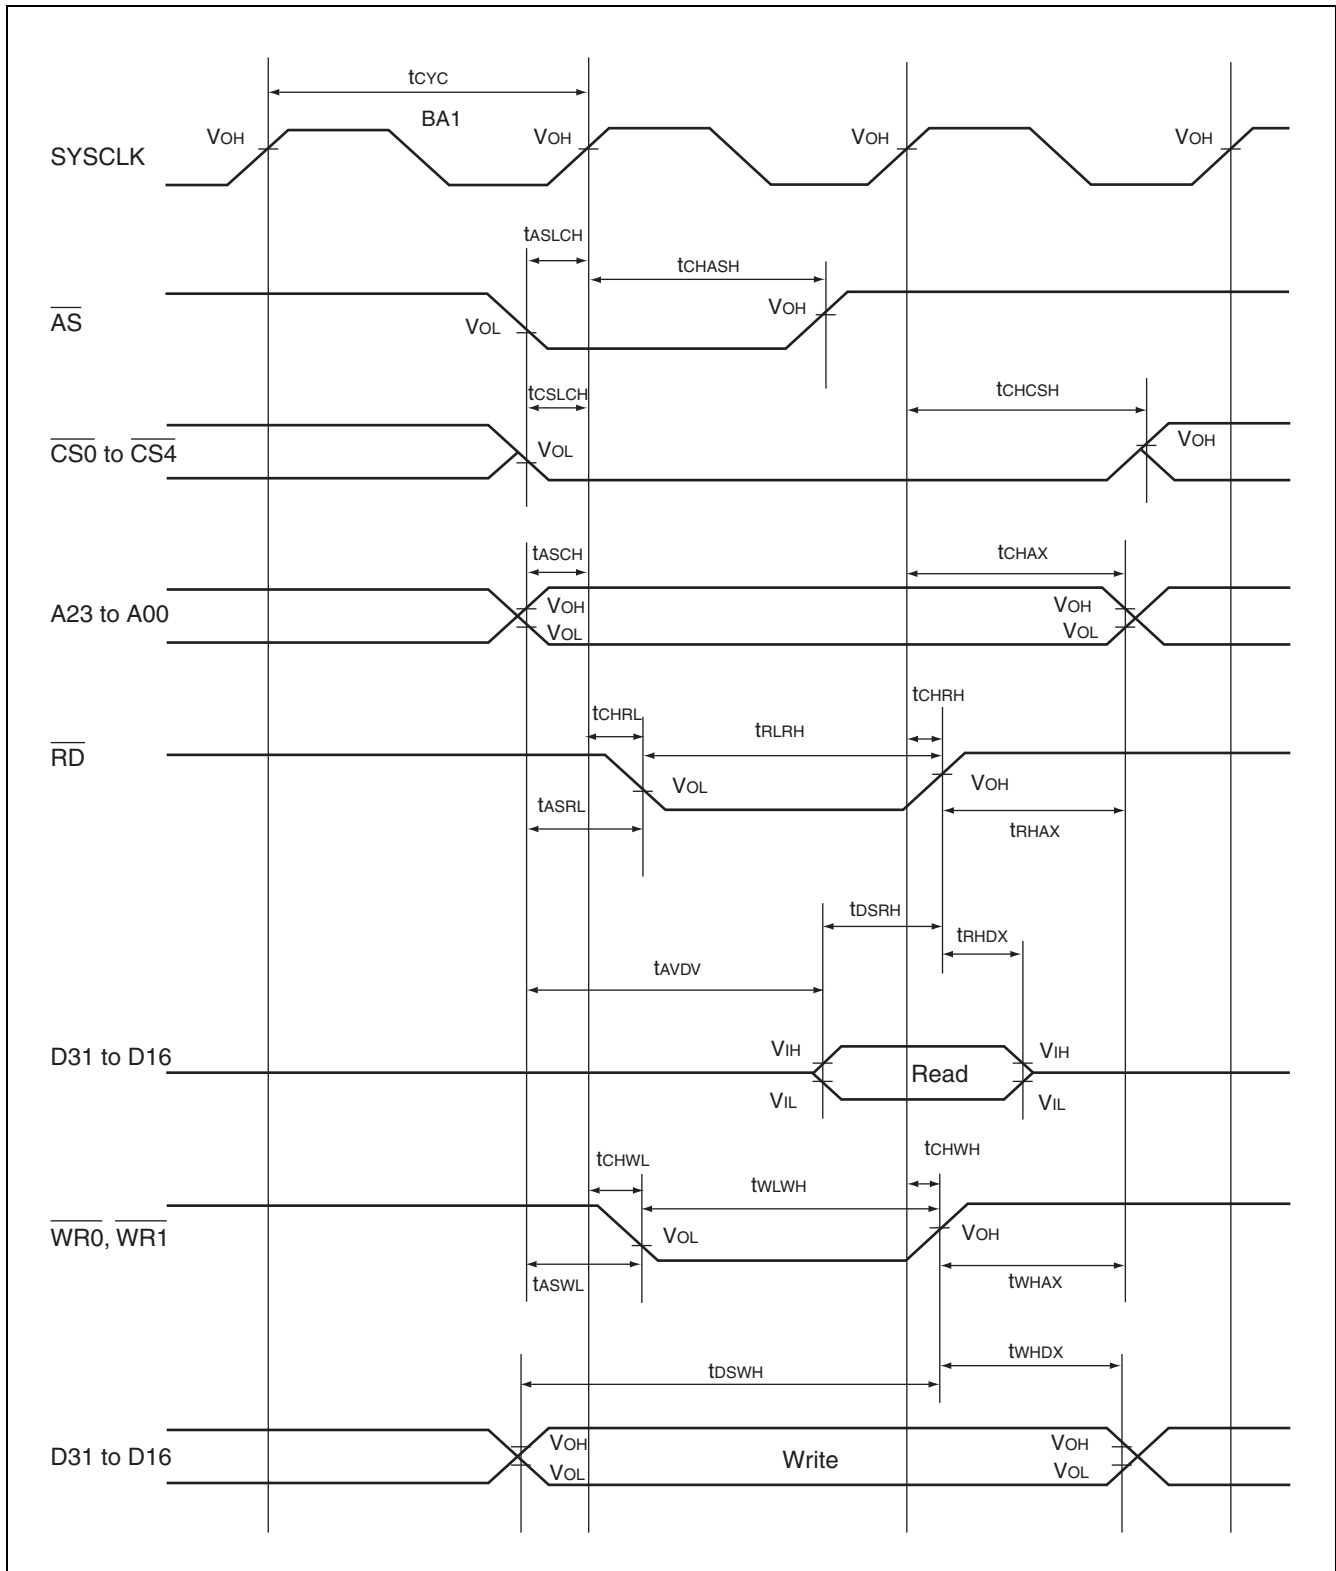 tCYC
BA1
VOH VOH VOH VOH
SYSCLK
tASLCH
tCHASH
AS
VOL
VOH
tCSLCH
tCHCSH
CS0 to CS4
VOL
VOH
tASCH
tCHAX
A23 to A00
VOH
VOL
VOH
VOL
tCHRL
tRLRH
tCHRH
RD
VOL
VOH
tASRL
tRHAX
tDSRH
tRHDX
tAVDV
D31 to D16
VIH
VIL
Read
VIH
VIL
tCHWL
tWLWH
tCHWH
WR0, WR1
VOL
VOH
tASWL
tWHAX
tDSWH
tWHDX
D31 to D16
VOH
VOL
Write
VOH
VOL